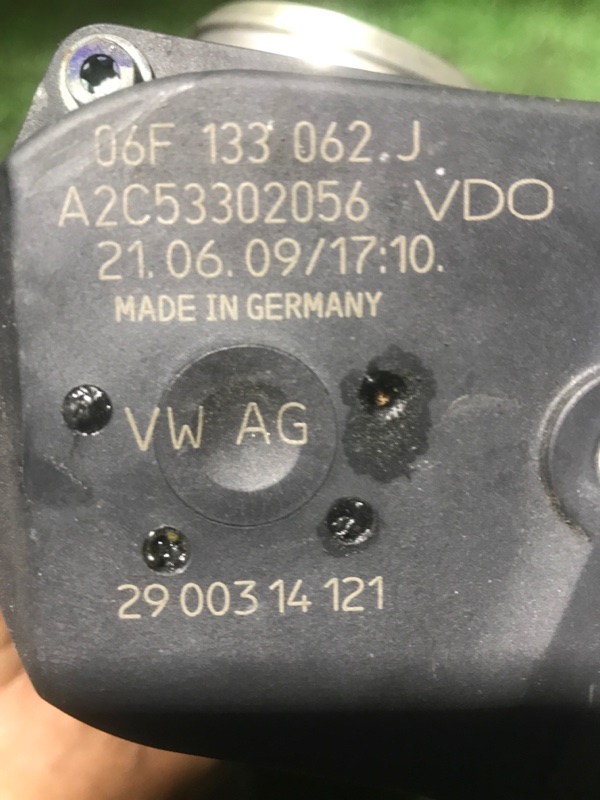 06F 133 062.J
A2C53302056 VDO
21.06.09/17:10.
MADE IN GERMANY
VW AG
29 003 14 121